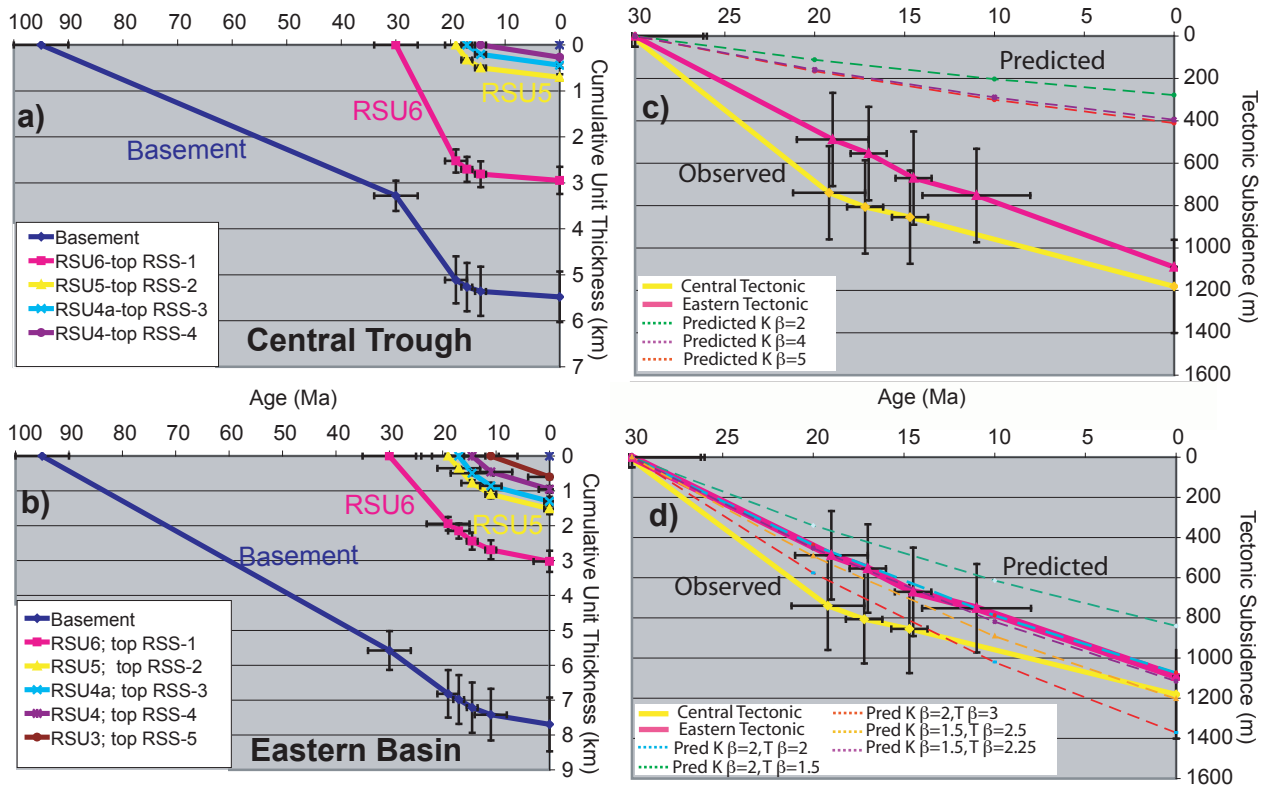 100 90 80 70 60 50 40 30 20 10 0
0
1
2
3
4
5
6
7
Cumulative Unit Thickness (km)
a)
RSU6
RSU5
Basement
Basement
RSU6-top RSS-1
RSU5-top RSS-2
RSU4a-top RSS-3
RSU4-top RSS-4
Central Trough
30 25 20 15 10 5 0
0
200
400
600
800
1000
1200
1400
1600
Tectonic Subsidence (m)
c)
Predicted
Observed
Central Tectonic
Eastern Tectonic
Predicted K β=2
Predicted K β=4
Predicted K β=5
Age (Ma)
100 90 80 70 60 50 40 30 20 10 0
0
1
2
3
4
5
6
7
8
9
Cumulative Unit Thickness (km)
b)
RSU6
RSU5
Basement
Basement
RSU6; top RSS-1
RSU5; top RSS-2
RSU4a; top RSS-3
RSU4; top RSS-4
RSU3; top RSS-5
Eastern Basin
Age (Ma)
30 25 20 15 10 5 0
0
200
400
600
800
1000
1200
1400
1600
Tectonic Subsidence (m)
d)
Predicted
Observed
Central Tectonic
Eastern Tectonic
Pred K β=2,T β=2
Pred K β=2,T β=1.5
Pred K β=2,T β=3
Pred K β=1.5,T β=2.5
Pred K β=1.5,T β=2.25